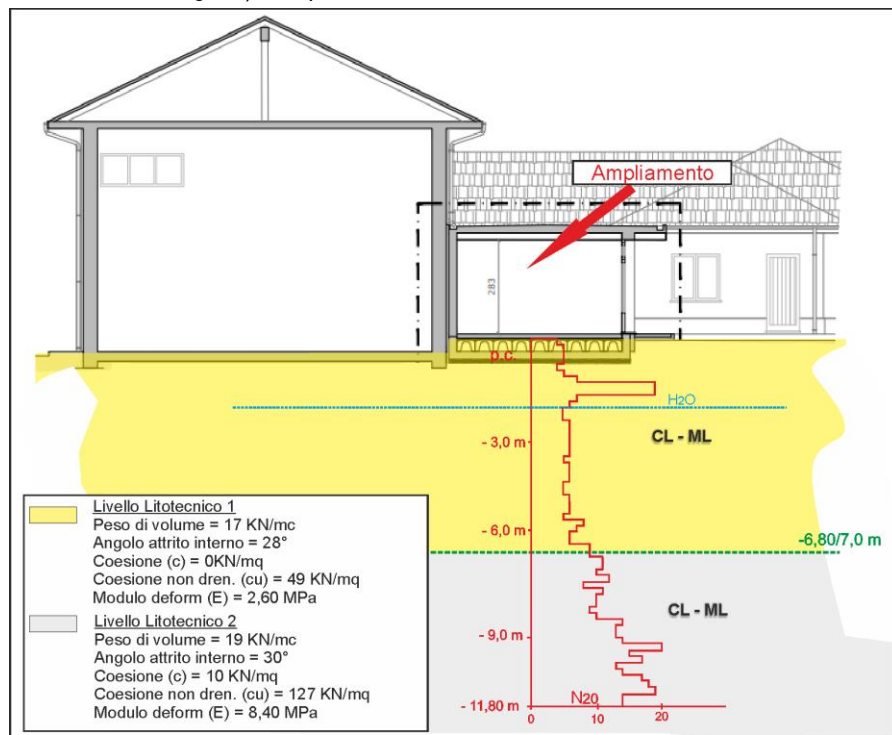 Ampliamento
283
p.c.
H2O
- 3,0 m
CL - ML
- 6,0 m
-6,80/7,0 m
CL - ML
- 9,0 m
- 11,80 m
N20
0
10
20
Livello Litotecnico 1
Peso di volume = 17 KN/mc
Angolo attrito interno = 28°
Coesione (c) = 0KN/mq
Coesione non dren. (cu) = 49 KN/mq
Modulo deform (E) = 2,60 MPa
Livello Litotecnico 2
Peso di volume = 19 KN/mc
Angolo attrito interno = 30°
Coesione (c) = 10 KN/mq
Coesione non dren. (cu) = 127 KN/mq
Modulo deform (E) = 8,40 MPa